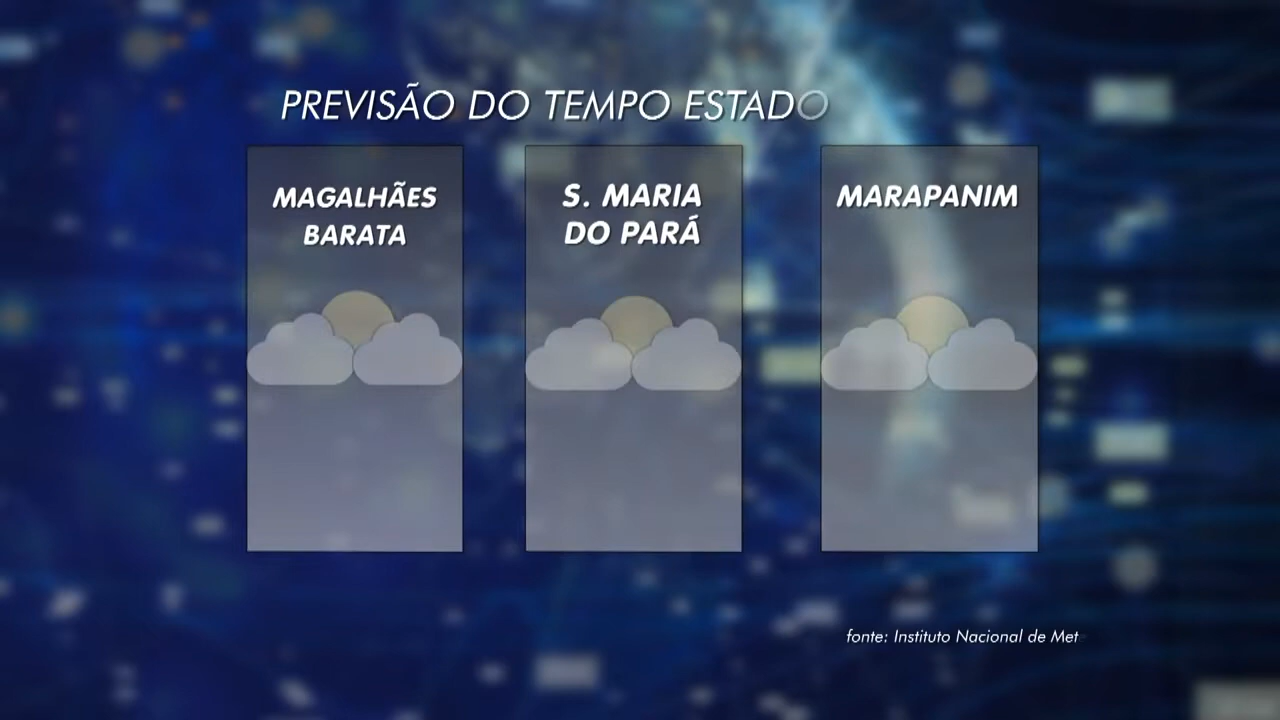 PREVISÃO DO TEMPO ESTADO
MAGALHÃES
BARATA
S. MARIA
DO PARÁ
MARAPANIM
fonte: Instituto Nacional de Met